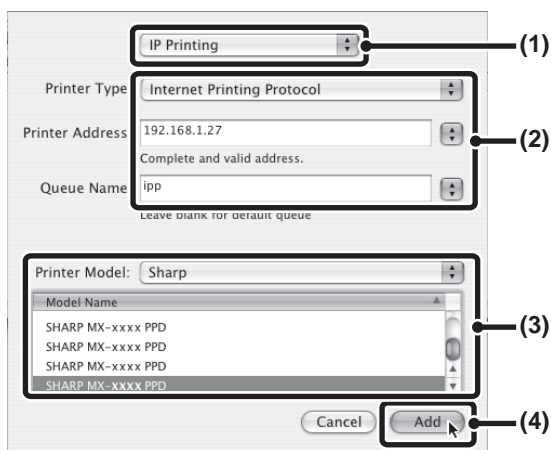 IP Printing
(1)
Printer Type Internet Printing Protocol
Printer Address 192.168.1.27
(2)
Complete and valid address.
Queue Name ipp
Leave blank for default queue
Printer Model: Sharp
Model Name
SHARP MX-xxxx PPD
(3)
SHARP MX-xxxx PPD
SHARP MX-xxxx PPD
SHARP MX-xxxx PPD
Cancel Add
(4)